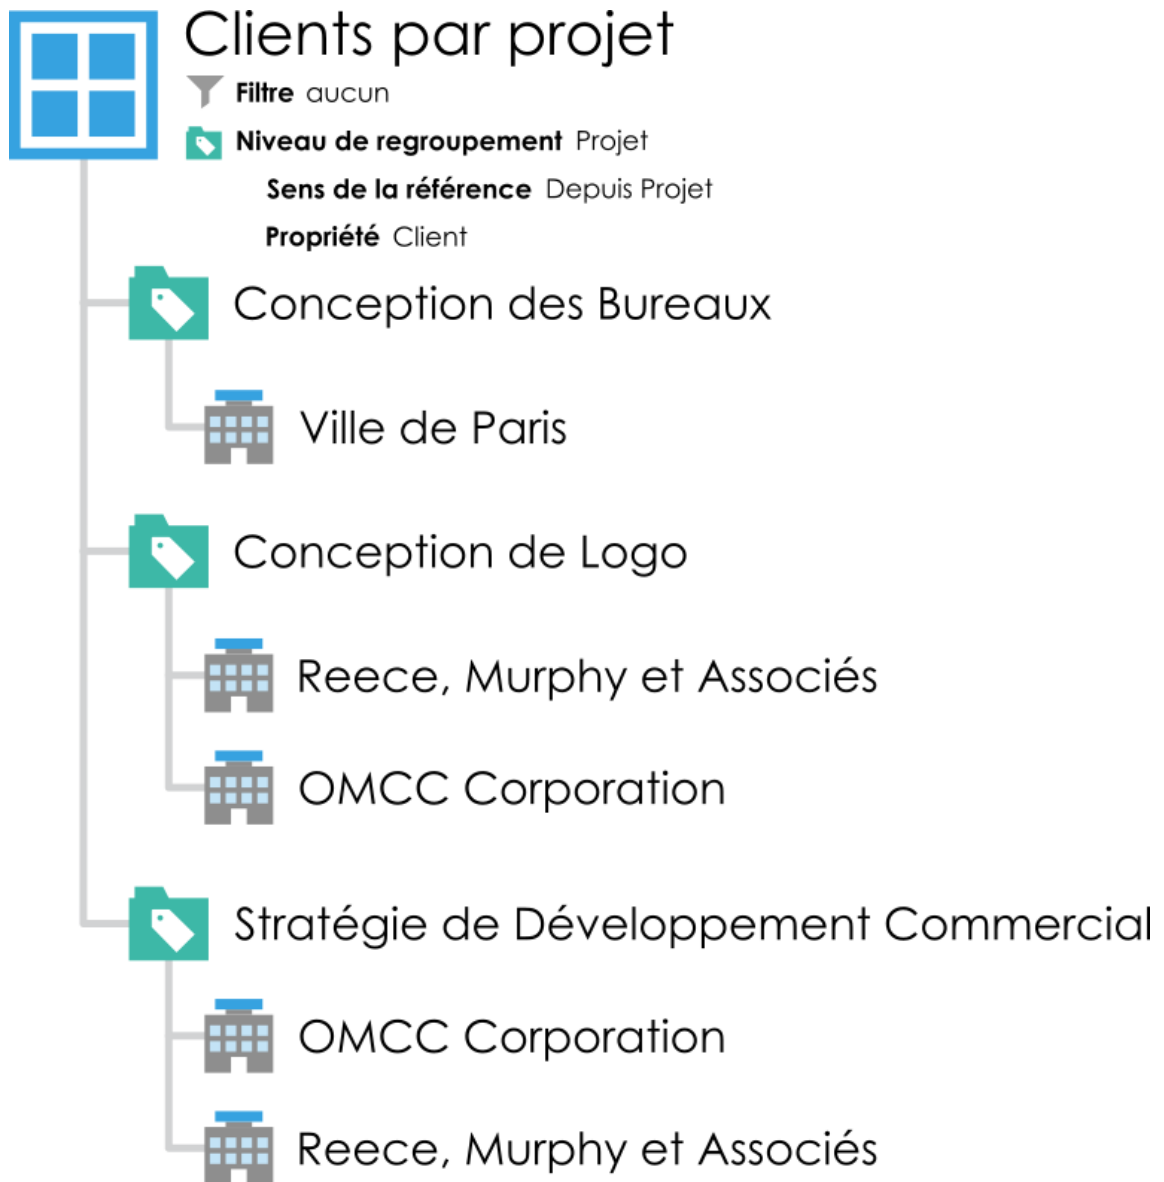 Clients par projet
Filtre aucun
Niveau de regroupement Projet
Sens de la référence Depuis Projet
Propriété Client
Conception des Bureaux
Ville de Paris
Conception de Logo
Reece, Murphy et Associés
OMCC Corporation
Stratégie de Développement Commercial
OMCC Corporation
Reece, Murphy et Associés